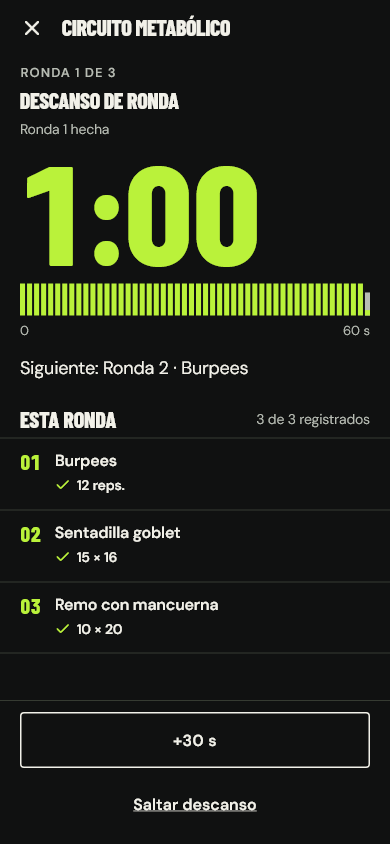 CIRCUITO METABÓLICO
RONDA 1 DE 3
DESCANSO DE RONDA
Ronda 1 hecha
1:00
0 60 s
Siguiente: Ronda 2 · Burpees
ESTA RONDA 3 de 3 registrados
01 Burpees
12 reps.
02 Sentadilla goblet
15 × 16
03 Remo con mancuerna
10 × 20
+30 s
Saltar descanso